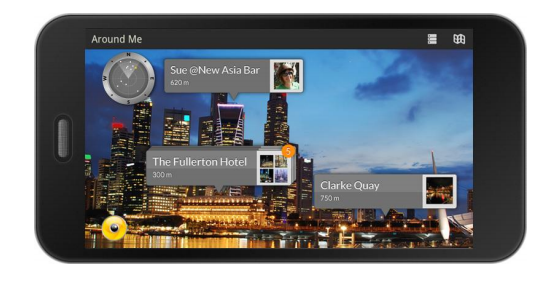 Around Me
N
W
E
S
Sue @New Asia Bar
620 m
The Fullerton Hotel
300 m
5
Clarke Quay
750 m